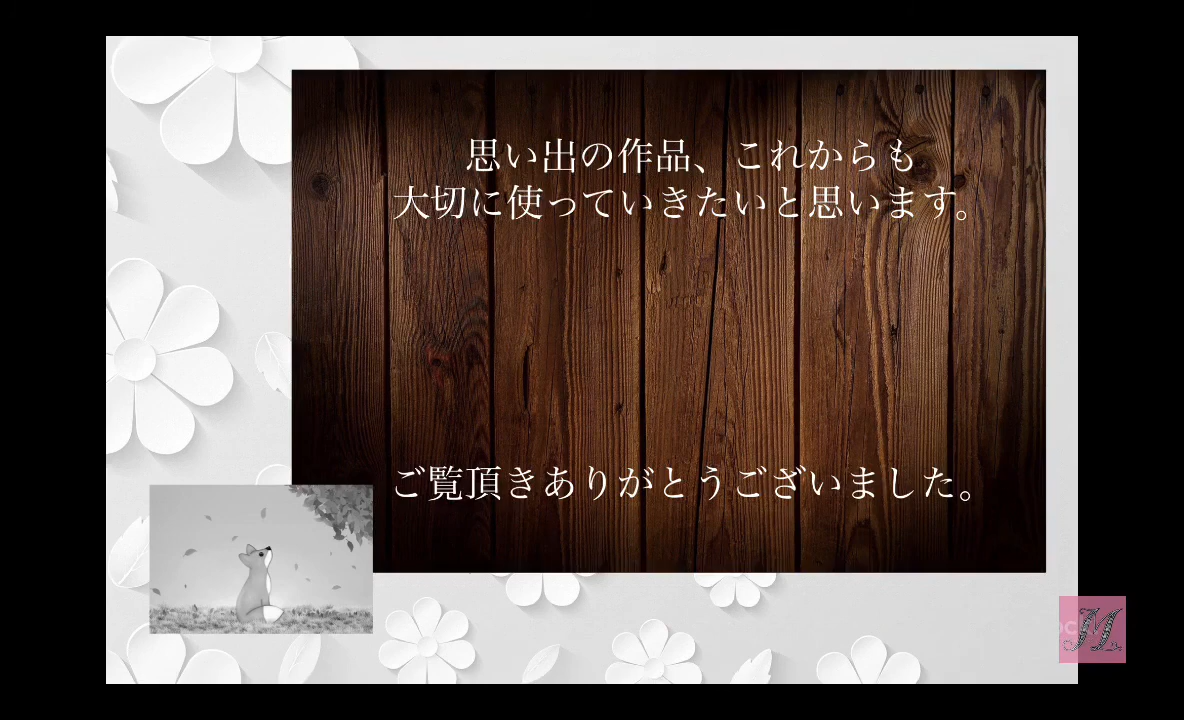 思い出の作品、これからも
大切に使っていきたいと思います。
ご覧頂きありがとうございました。
M